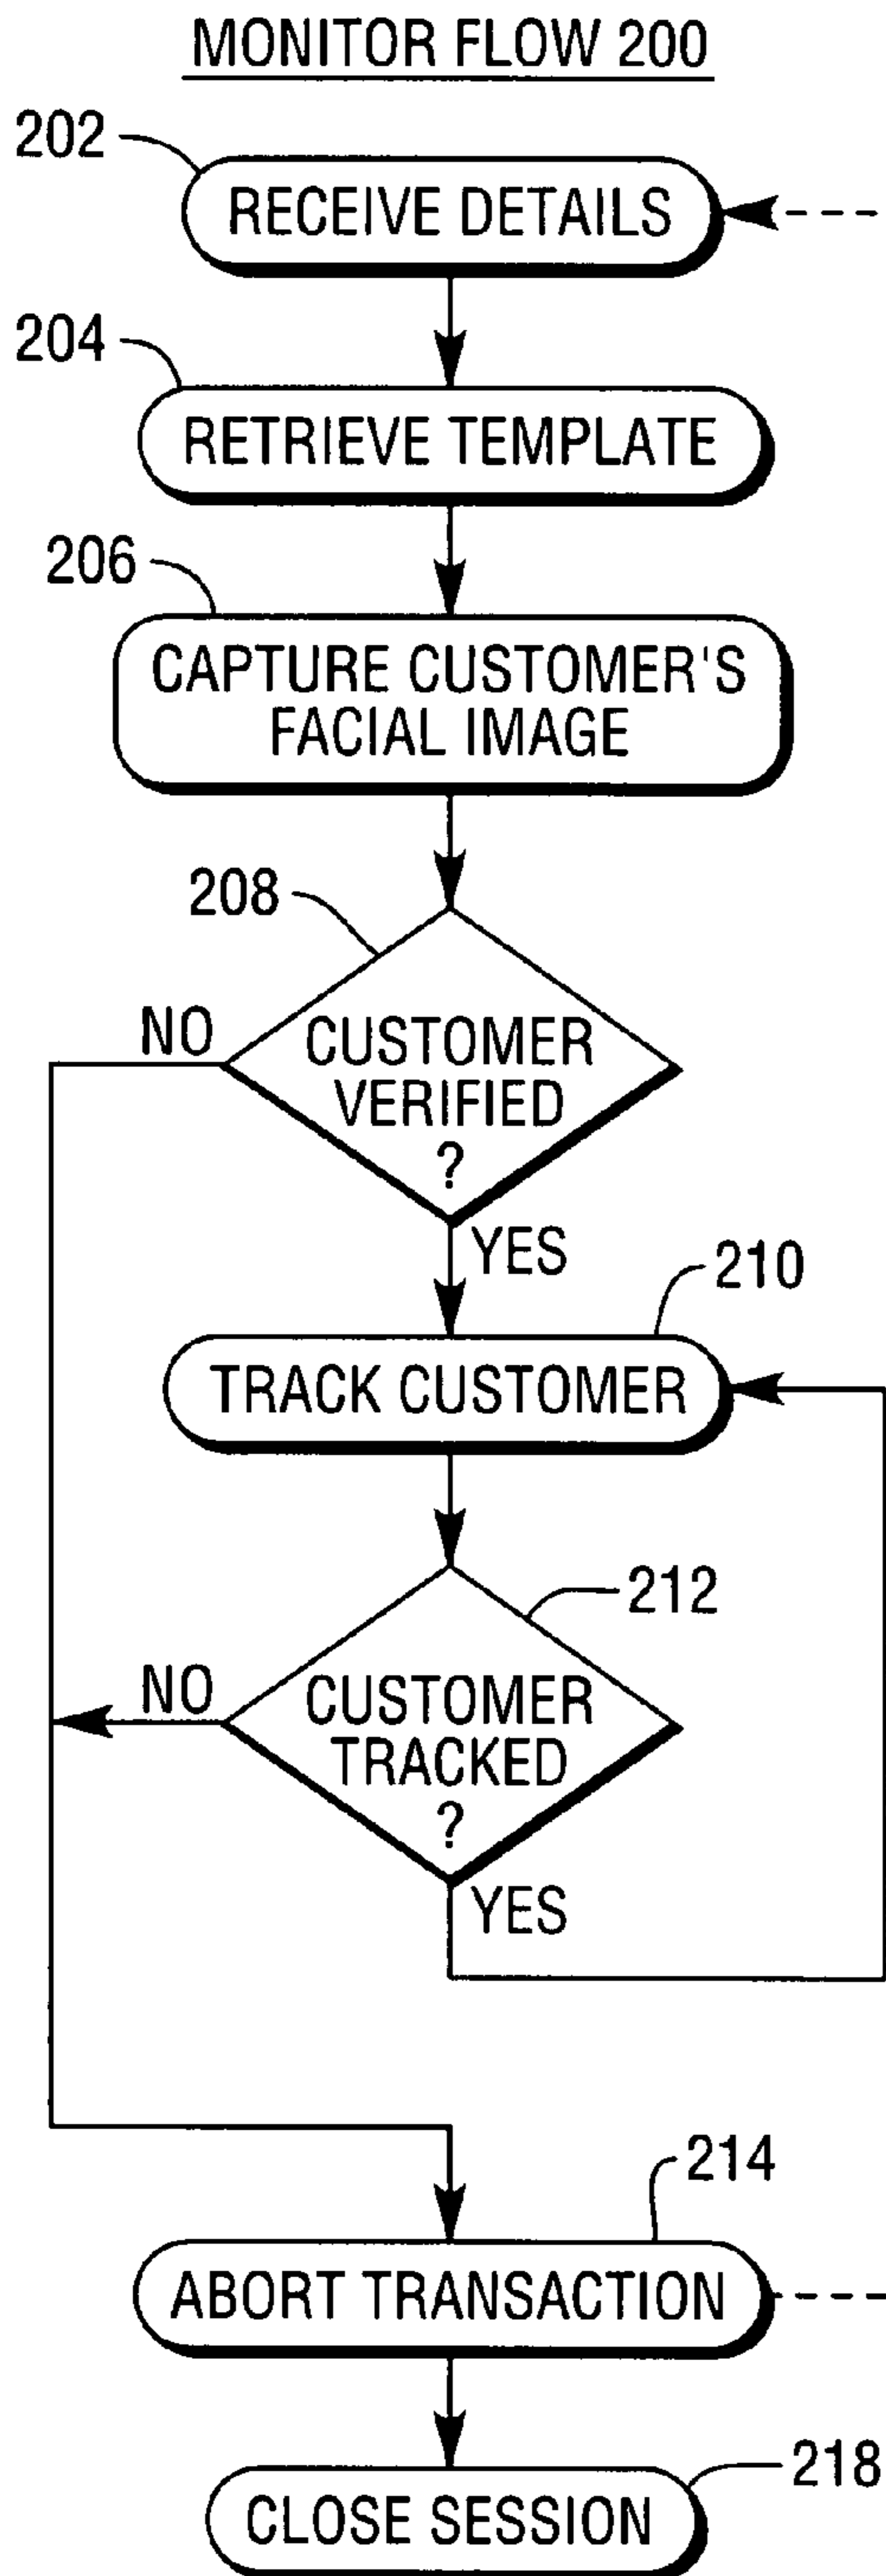 MONITOR FLOW 200
202
RECEIVE DETAILS
204
RETRIEVE TEMPLATE
206
CAPTURE CUSTOMER'S
FACIAL IMAGE
208
NO
CUSTOMER
VERIFIED
?
YES
210
TRACK CUSTOMER
212
NO
CUSTOMER
TRACKED
?
YES
214
ABORT TRANSACTION
218
CLOSE SESSION